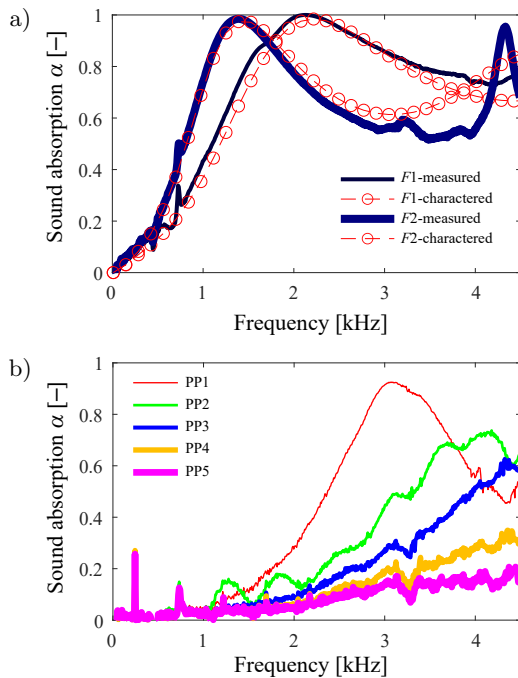 a)
Sound absorption α [–]
1
0.8
0.6
0.4
0.2
0
F1-measured
F1-charactered
F2-measured
F2-charactered
0 1 2 3 4
Frequency [kHz]
b)
Sound absorption α [–]
1
0.8
0.6
0.4
0.2
0
PP1
PP2
PP3
PP4
PP5
0 1 2 3 4
Frequency [kHz]